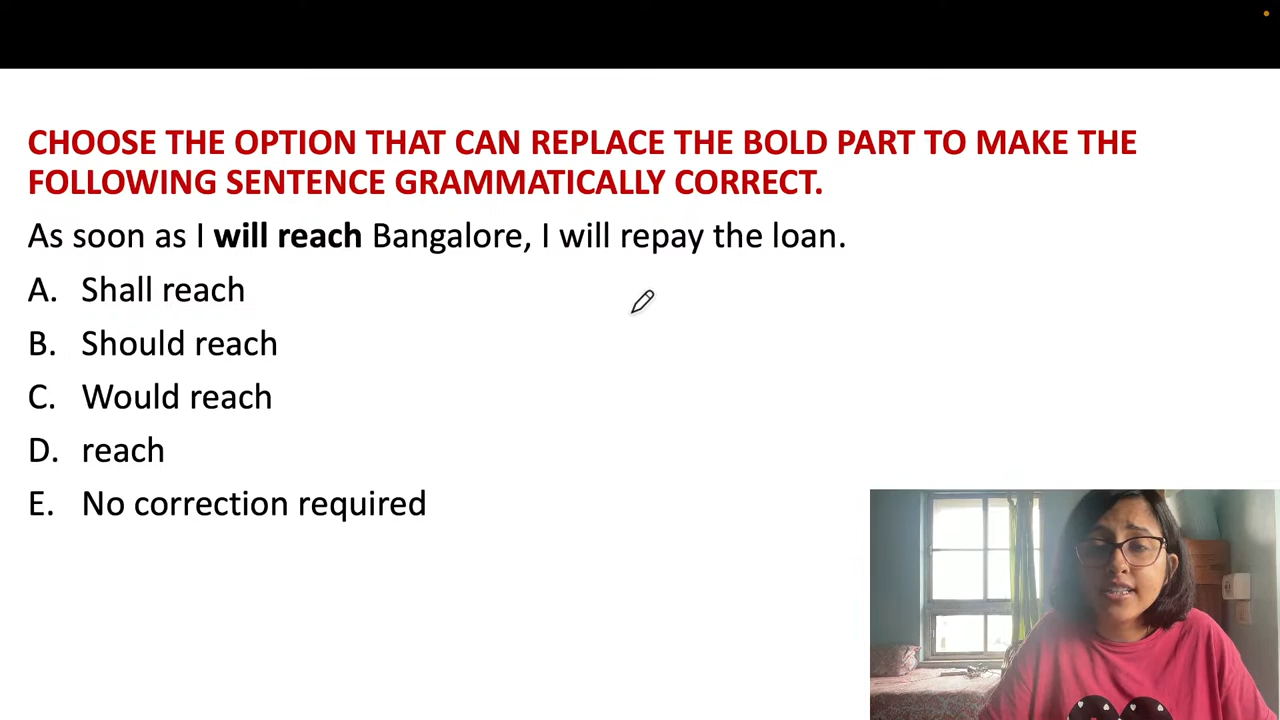 CHOOSE THE OPTION THAT CAN REPLACE THE BOLD PART TO MAKE THE
FOLLOWING SENTENCE GRAMMATICALLY CORRECT.
As soon as I will reach Bangalore, I will repay the loan.
A. Shall reach
B. Should reach
C. Would reach
D. reach
E. No correction required